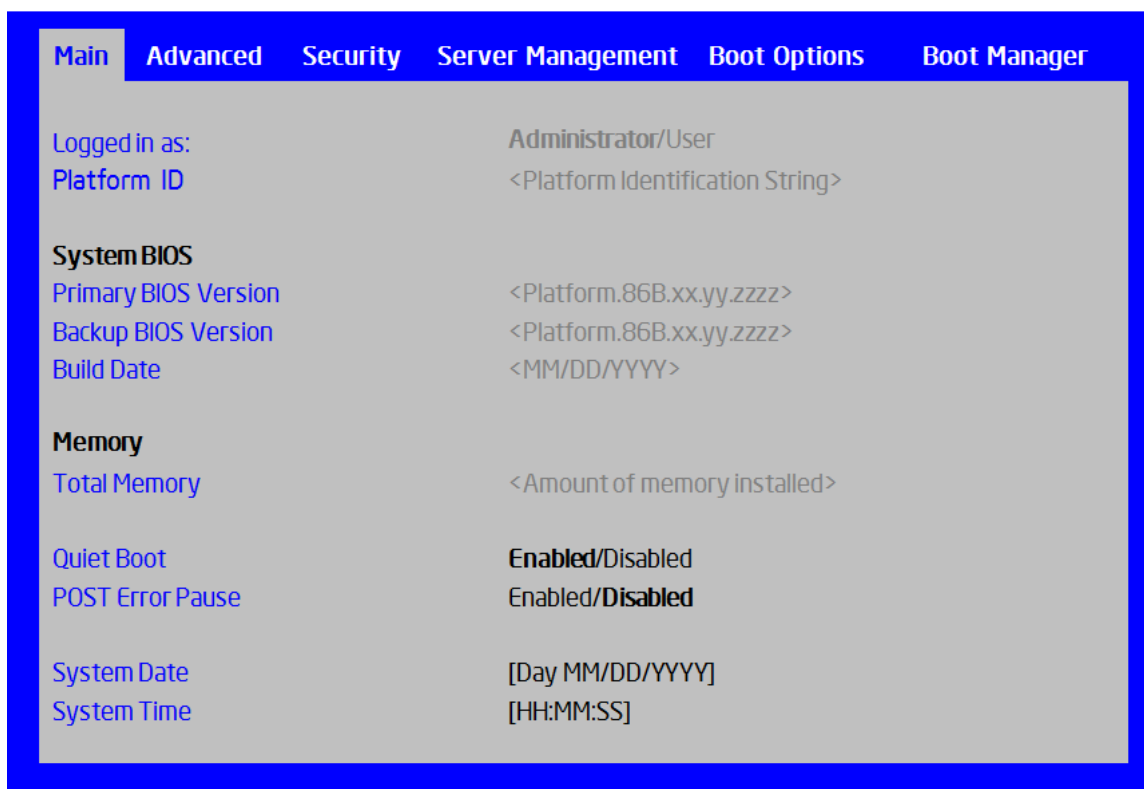 Main Advanced Security Server Management Boot Options Boot Manager
Logged in as: Administrator/User
Platform ID <Platform Identification String>
System BIOS
Primary BIOS Version <Platform.86B.xx.yy.zzzz>
Backup BIOS Version <Platform.86B.xx.yy.zzzz>
Build Date <MM/DD/YYYY>
Memory
Total Memory <Amount of memory installed>
Quiet Boot Enabled/Disabled
POST Error Pause Enabled/Disabled
System Date [Day MM/DD/YYYY]
System Time [HH:MM:SS]